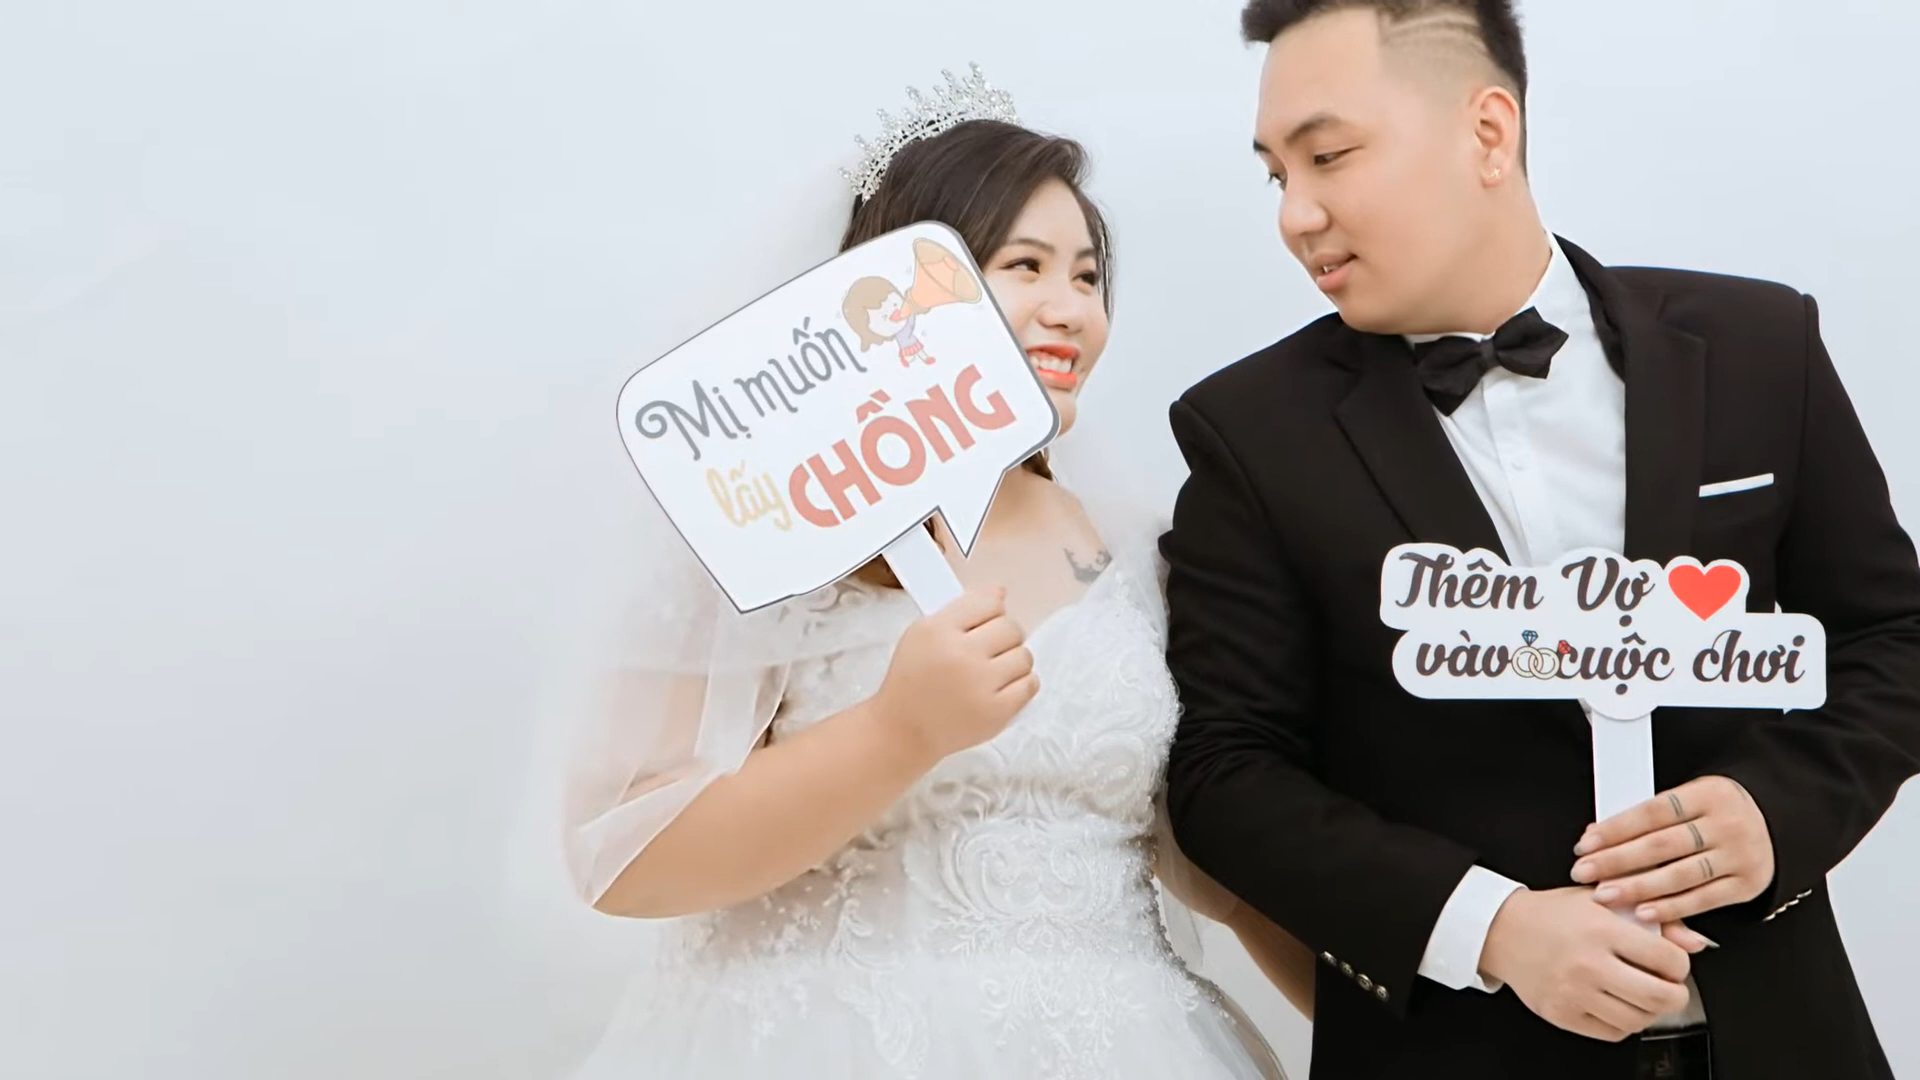 Mị muốn
lấy CHỒNG
Thêm Vợ
vào cuộc chơi